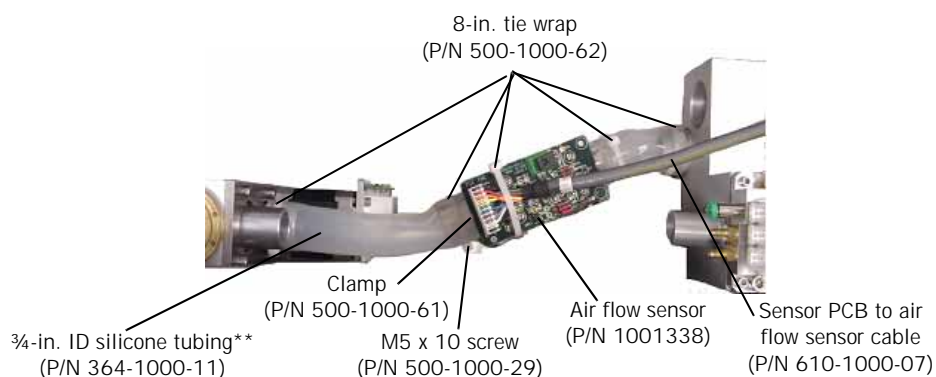 8-in. tie wrap
(P/N 500-1000-62)
Clamp
(P/N 500-1000-61)
¾-in. ID silicone tubing**
(P/N 364-1000-11)
M5 x 10 screw
(P/N 500-1000-29)
Air flow sensor
(P/N 1001338)
Sensor PCB to air
flow sensor cable
(P/N 610-1000-07)